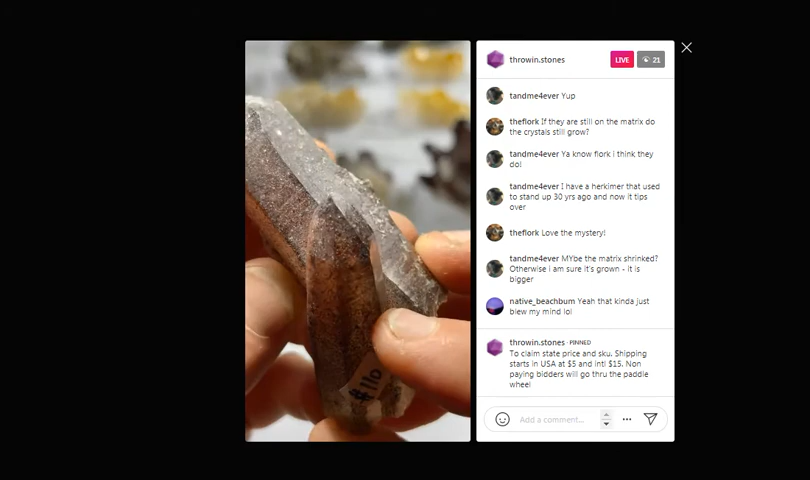 throwin.stones
LIVE
21
tandme4ever Yup
theflork If they are still on the matrix do
the crystals still grow?
tandme4ever Ya know flork i think they
do!
tandme4ever I have a herkimer that used
to stand up 30 yrs ago and now it tips
over
theflork Love the mystery!
tandme4ever MYbe the matrix shrinked?
Otherwise i am sure it's grown - it is
bigger
native_beachbum Yeah that kinda just
blew my mind lol
throwin.stones · PINNED
To claim state price and sku. Shipping
starts in USA at $5 and intl $15. Non
paying bidders will go thru the paddle
wheel
Add a comment...
$110